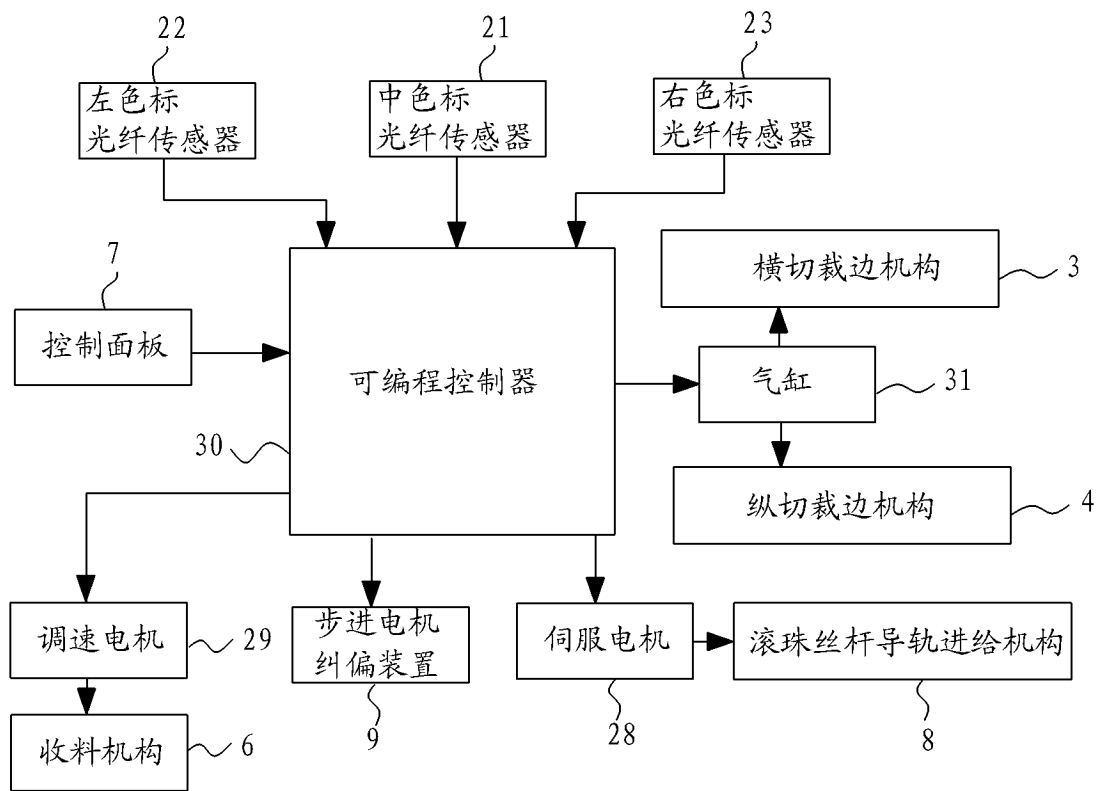 22
21
23
左色标
光纤传感器
中色标
光纤传感器
右色标
光纤传感器
7
横切裁边机构
3
控制面板
可编程控制器
气缸
31
30
纵切裁边机构
4
调速电机
29
步进电机
纠偏装置
伺服电机
滚珠丝杆导轨进给机构
收料机构
6
9
28
8